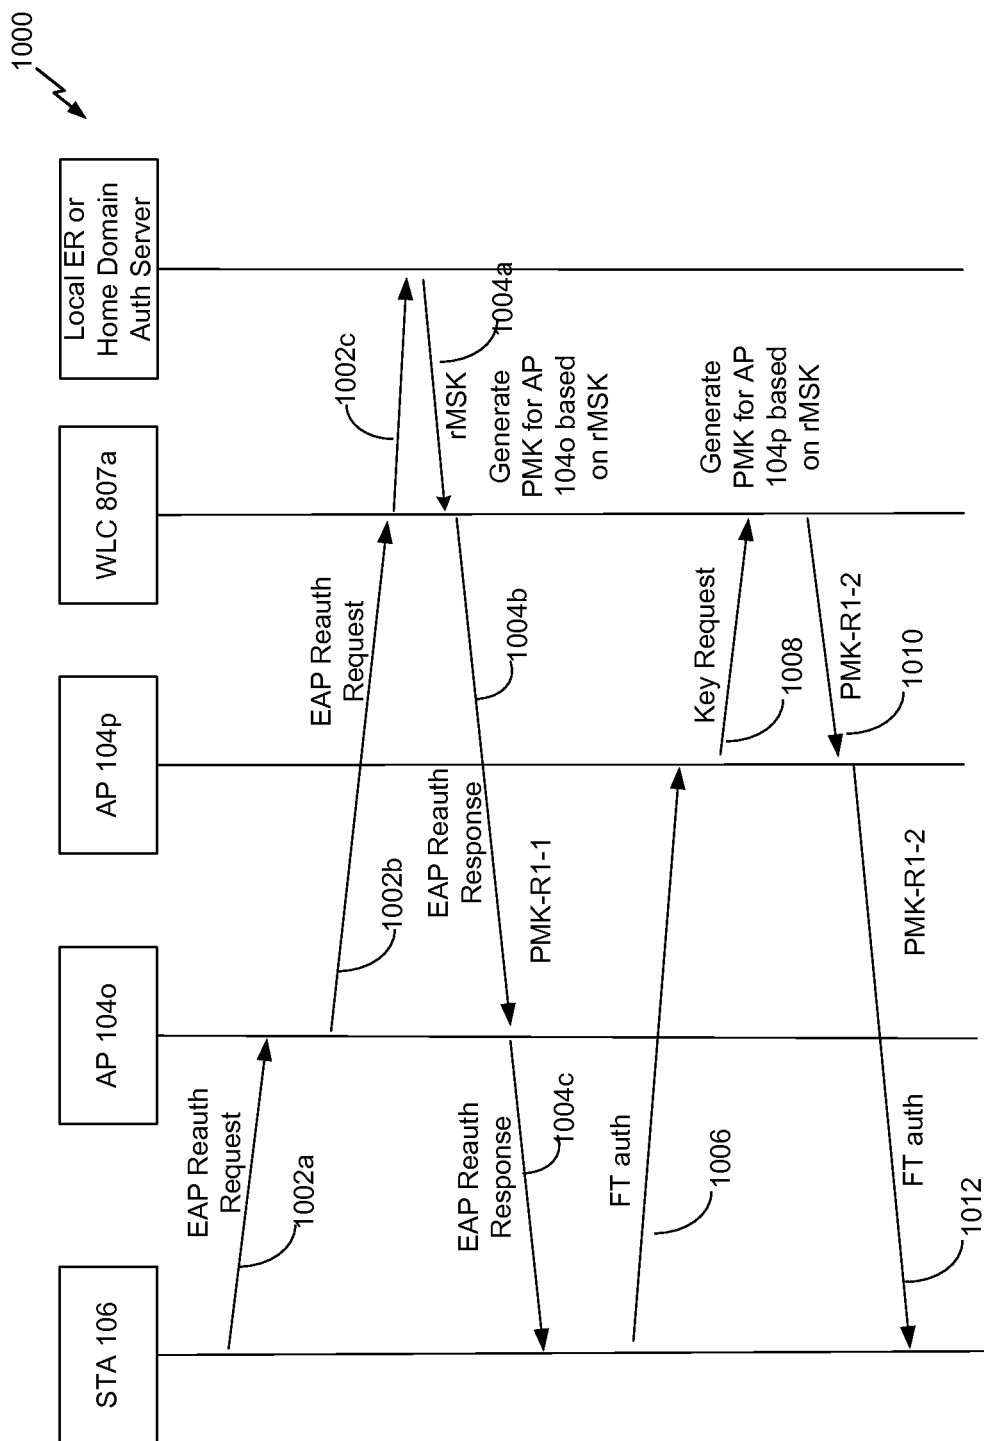 1000
STA 106
AP 104o
AP 104p
WLC 807a
Local ER or
Home Domain
Auth Server
EAP Reauth
Request
1002a
EAP Reauth
Request
1002b
1002c
rMSK
1004a
Generate
PMK for AP
104o based
on rMSK
EAP Reauth
Response
1004b
PMK-R1-1
EAP Reauth
Response
1004c
FT auth
1006
Key Request
1008
Generate
PMK for AP
104p based
on rMSK
PMK-R1-2
1010
PMK-R1-2
FT auth
1012